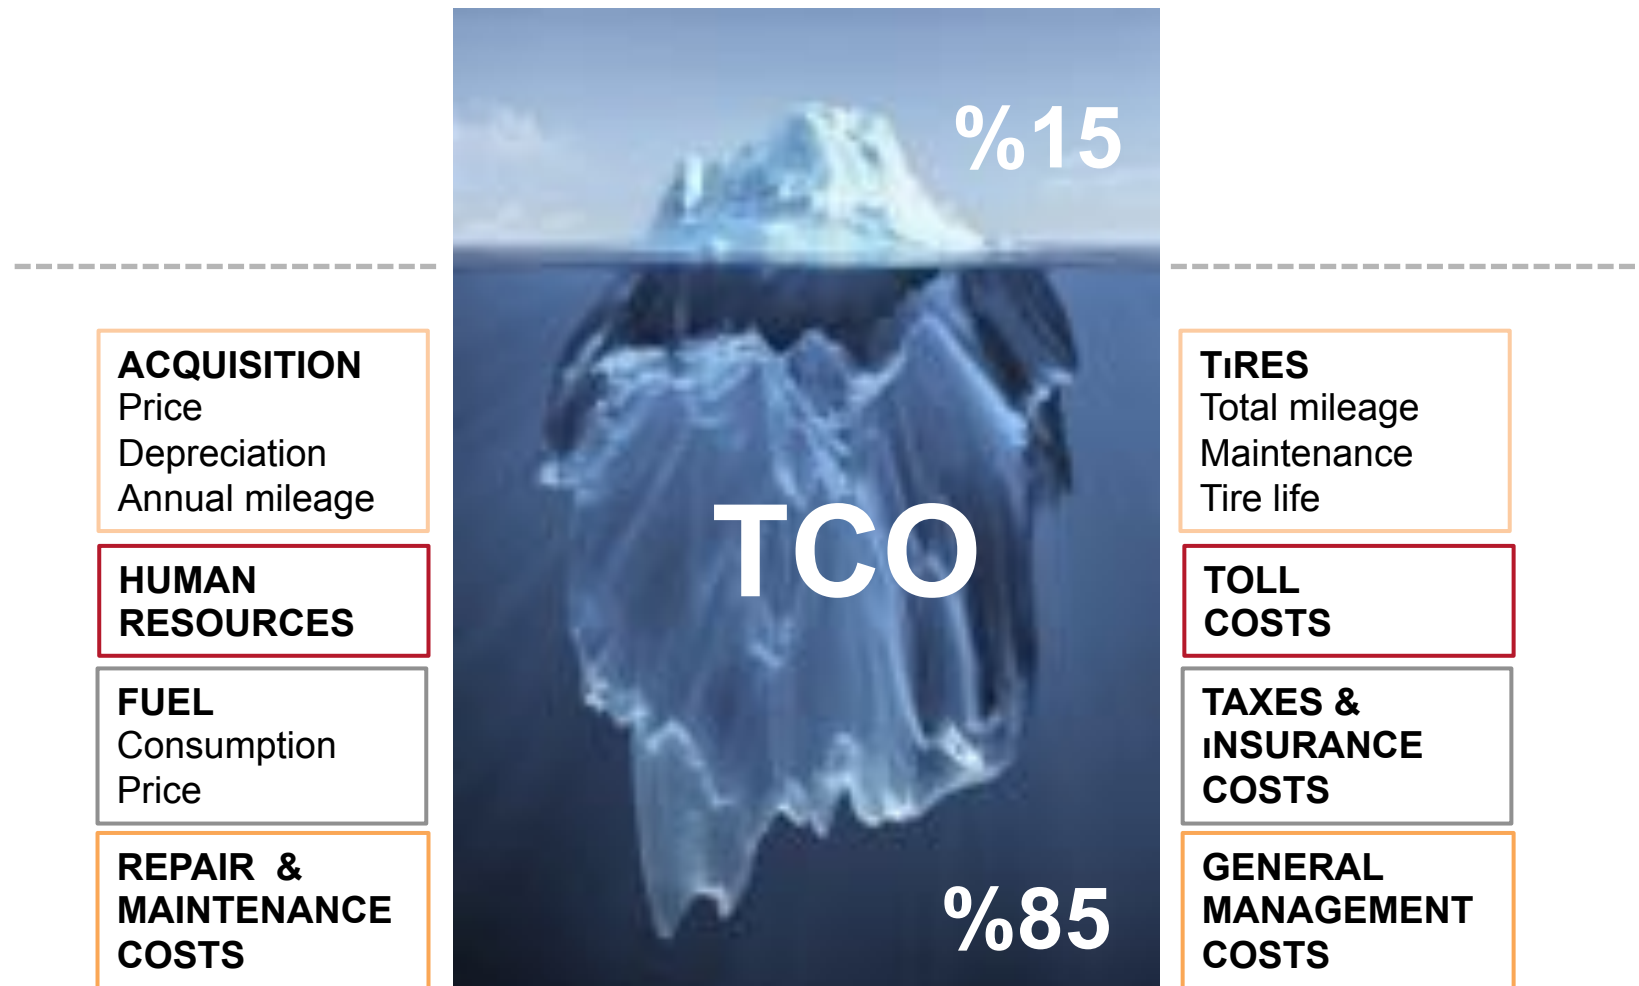 %15
ACQUISITION
Price
Depreciation
Annual mileage
HUMAN
RESOURCES
FUEL
Consumption
Price
REPAIR &
MAINTENANCE
COSTS
TCO
%85
TıRES
Total mileage
Maintenance
Tire life
TOLL
COSTS
TAXES &
ıNSURANCE
COSTS
GENERAL
MANAGEMENT
COSTS